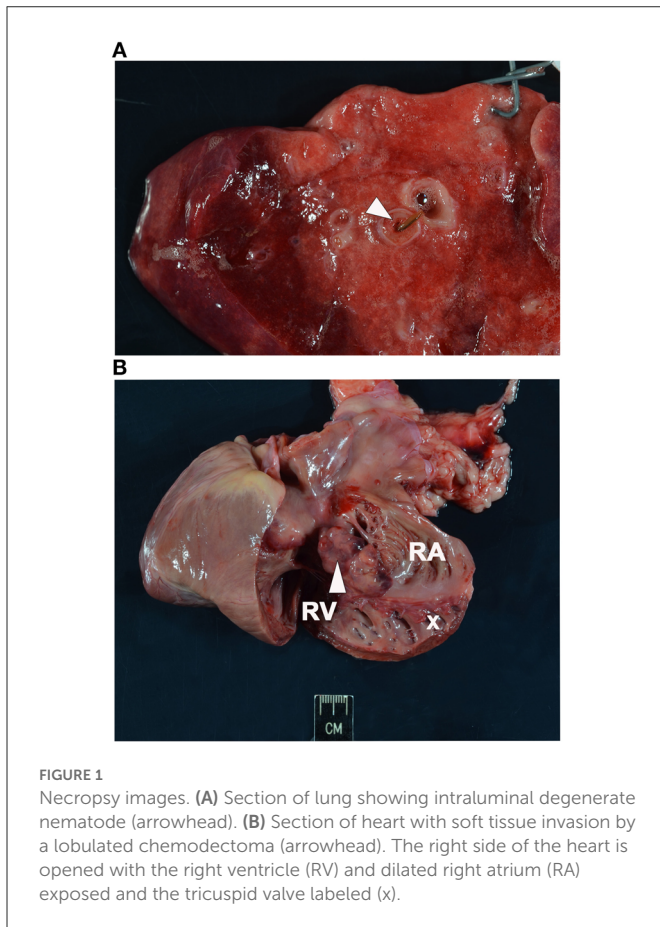 A
B
RA
RV
x
CM
FIGURE 1
Necropsy images. (A) Section of lung showing intraluminal degenerate
nematode (arrowhead). (B) Section of heart with soft tissue invasion by
a lobulated chemodectoma (arrowhead). The right side of the heart is
opened with the right ventricle (RV) and dilated right atrium (RA)
exposed and the tricuspid valve labeled (x).